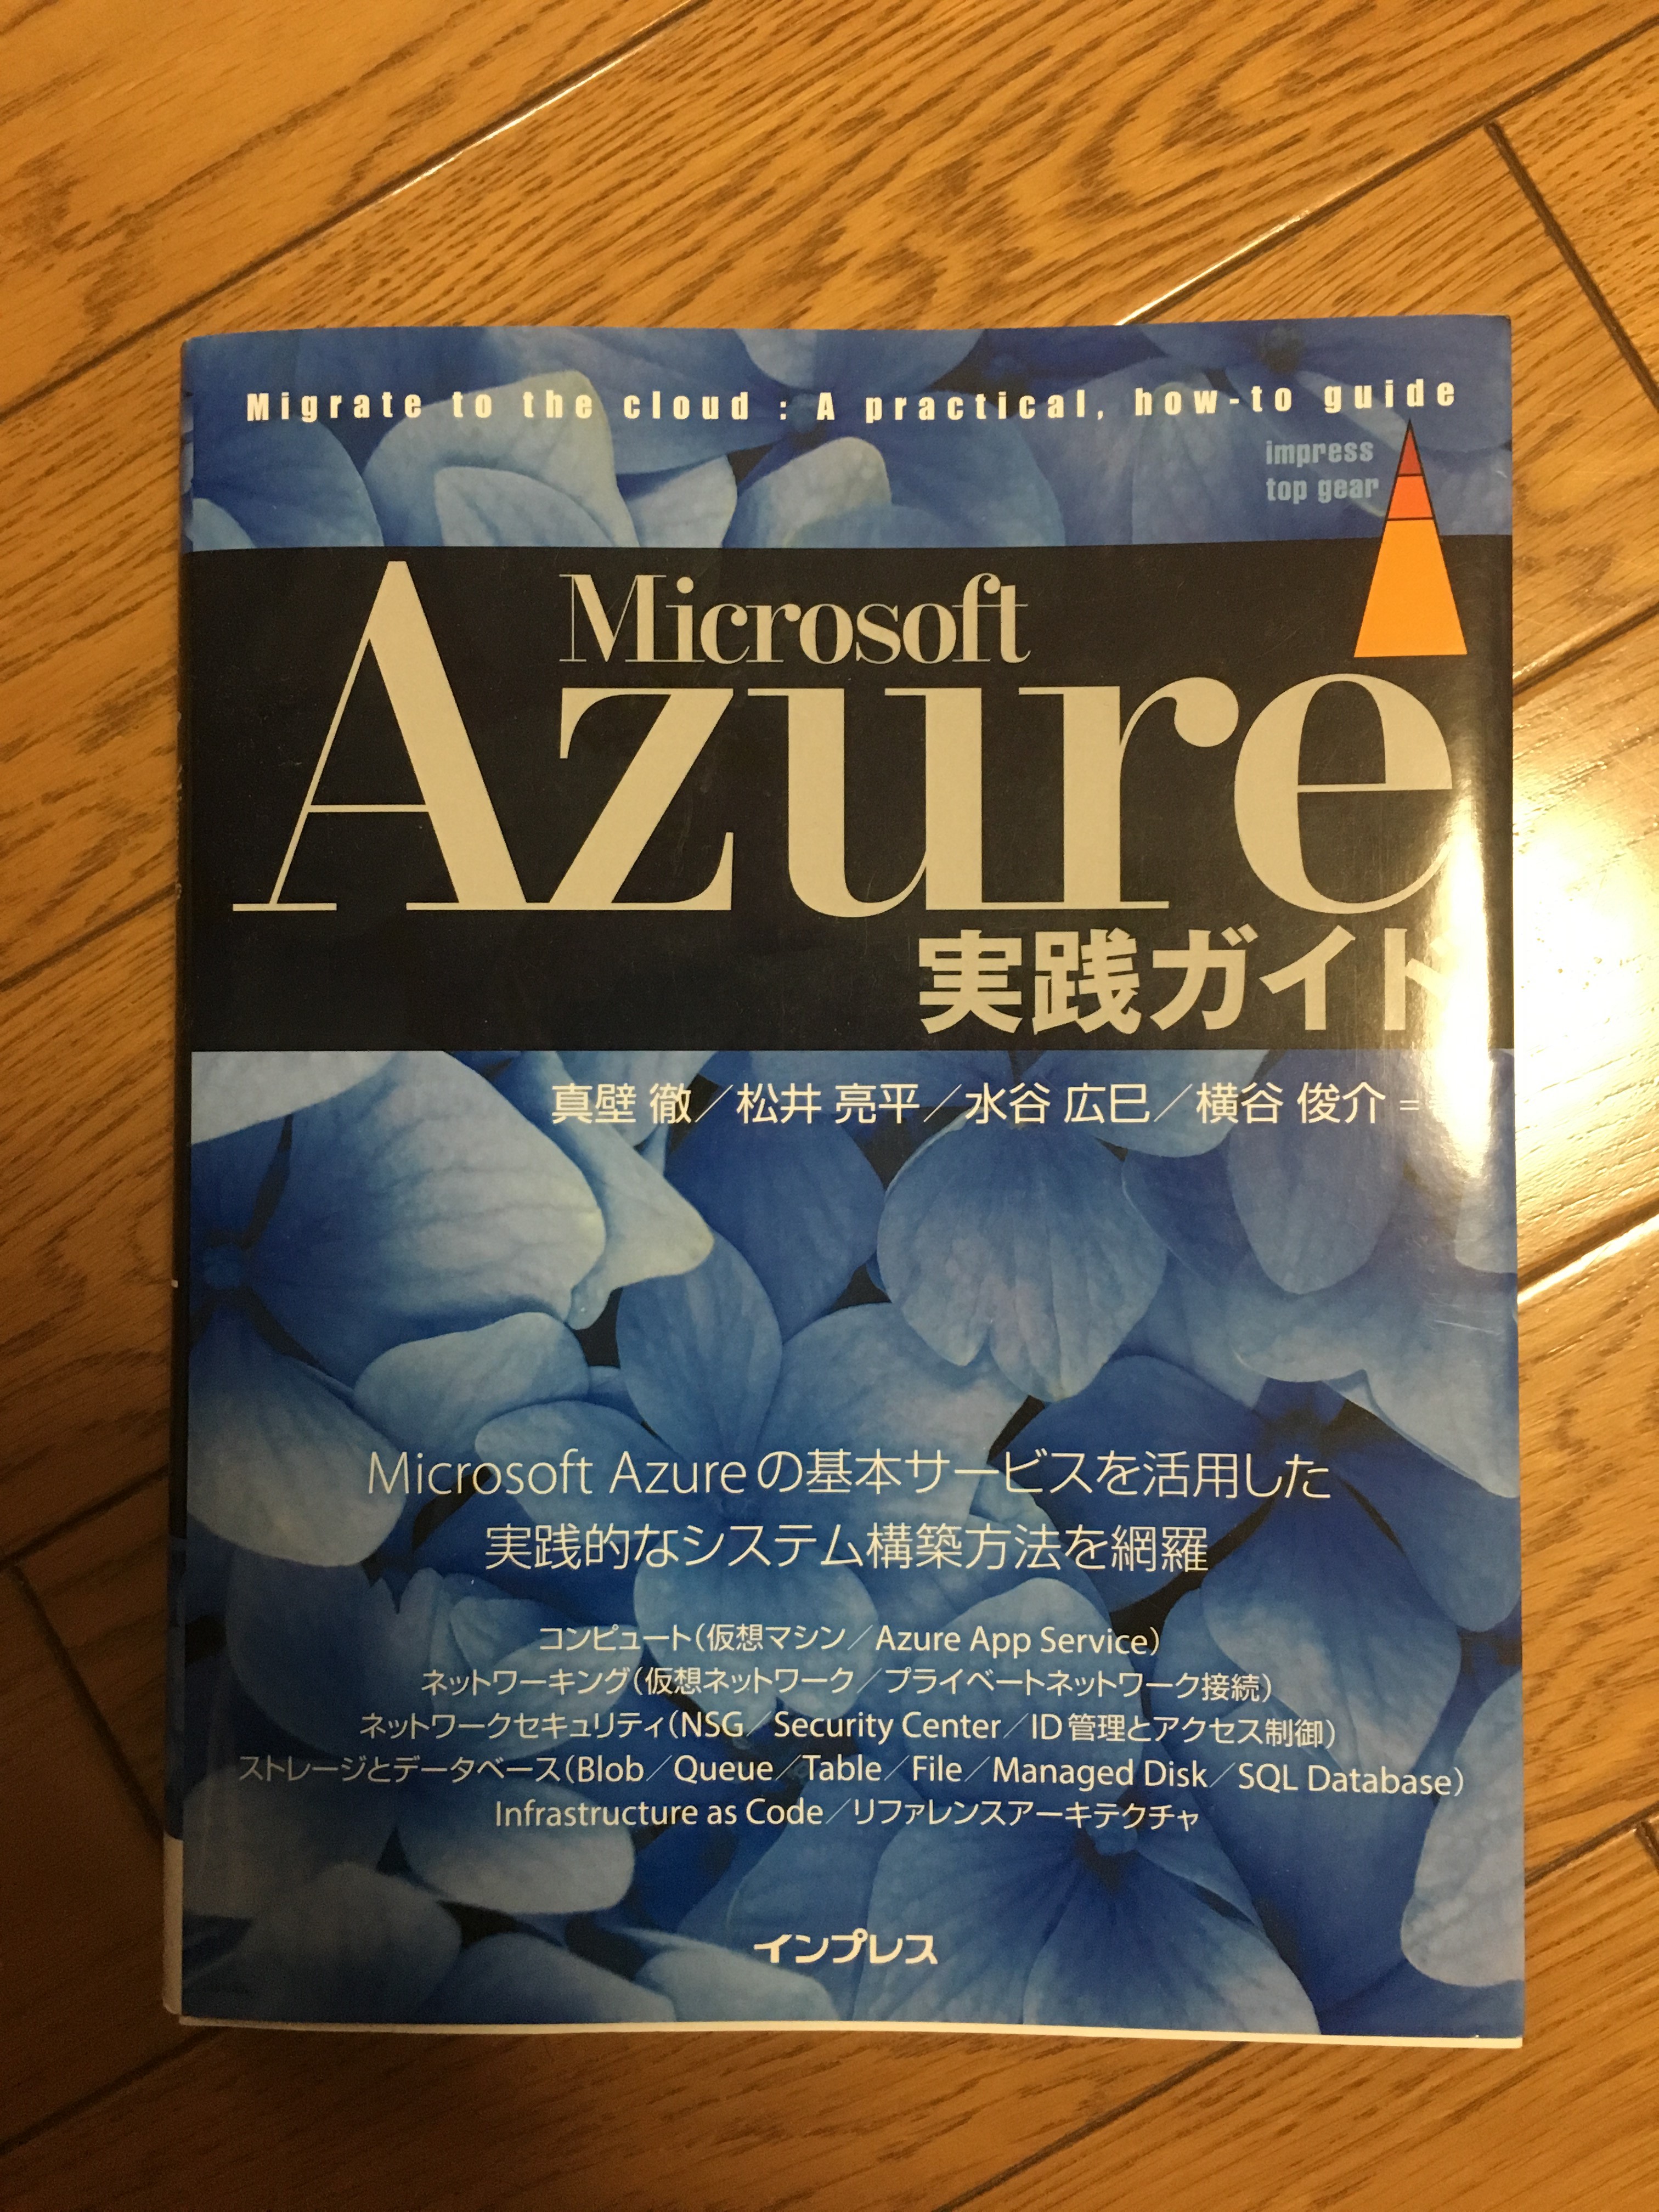 Migrate to the cloud : A practical, how-to guide
impress
top gear
Microsoft
Azure
実践ガイド
真壁 徹／松井 亮平／水谷 広巳／横谷 俊介 =
Microsoft Azureの基本サービスを活用した
実践的なシステム構築方法を網羅
コンピュート（仮想マシン／Azure App Service）
ネットワーキング（仮想ネットワーク／プライベートネットワーク接続）
ネットワークセキュリティ（NSG／Security Center／ID管理とアクセス制御）
ストレージとデータベース（Blob／Queue／Table／File／Managed Disk／SQL Database）
Infrastructure as Code／リファレンスアーキテクチャ
インプレス